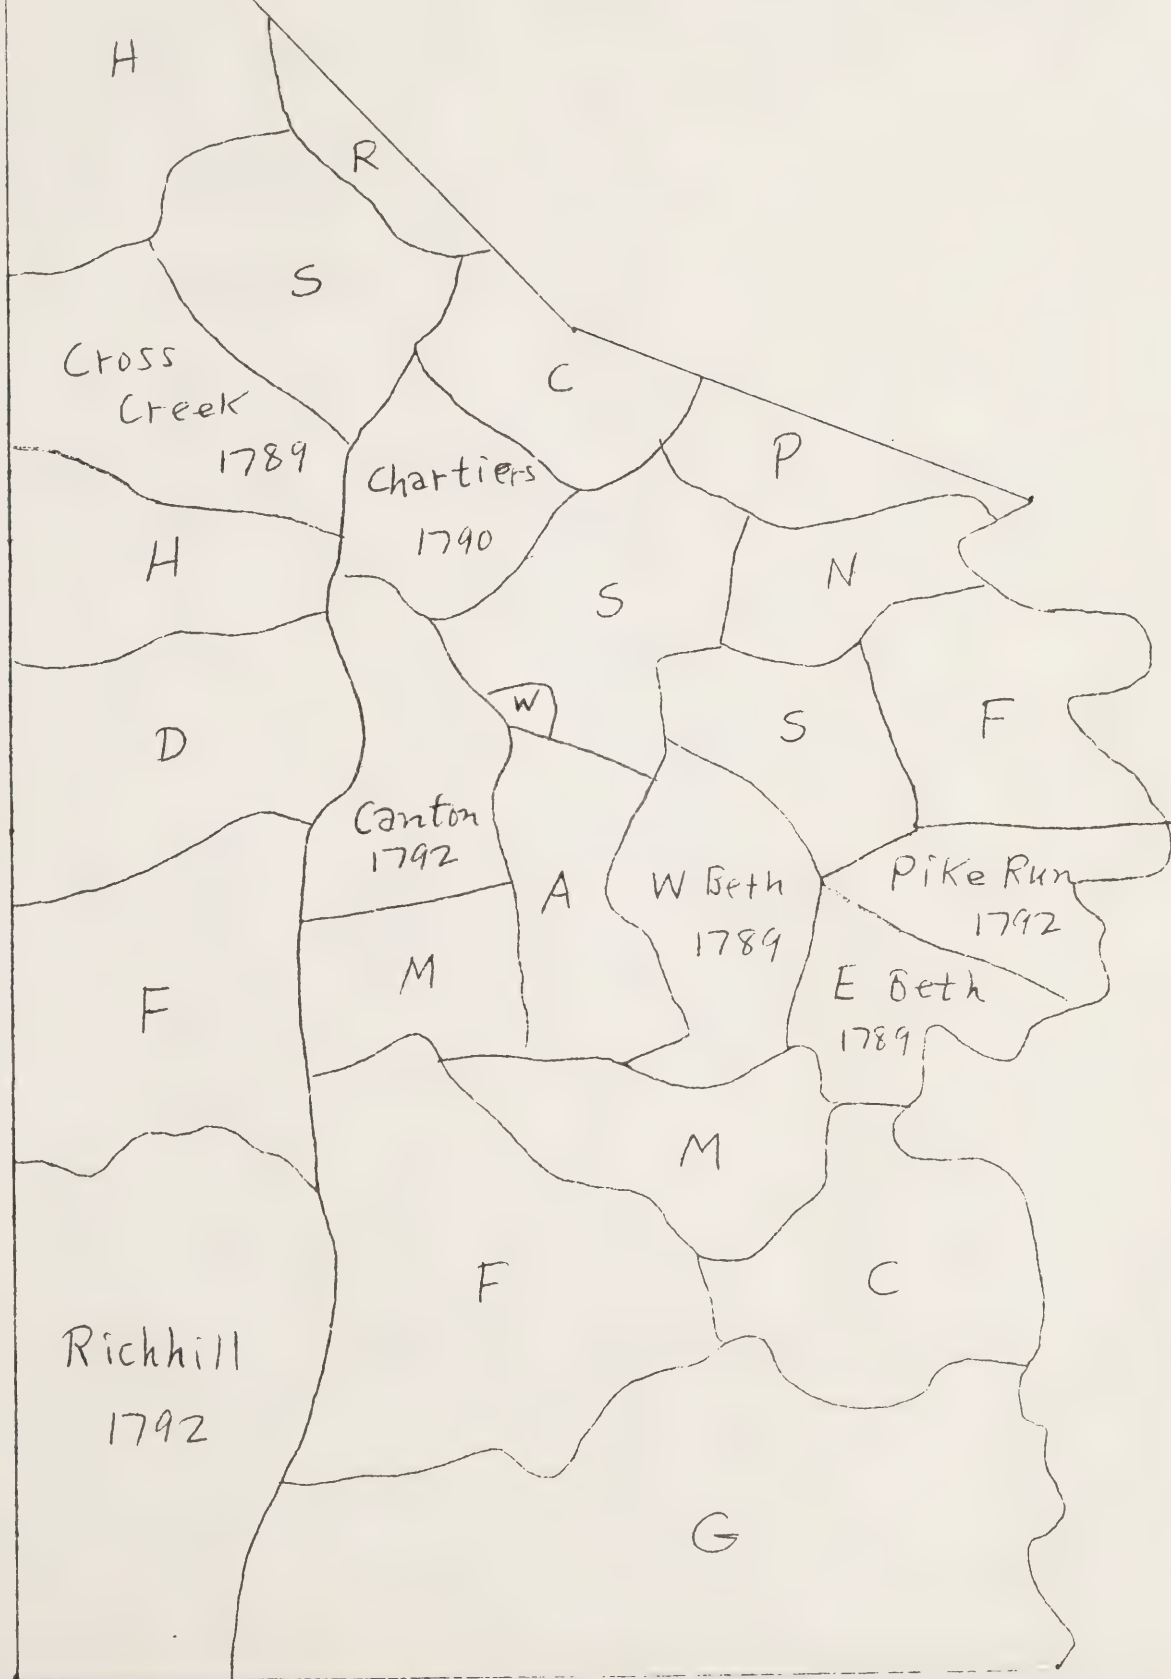 H
R
S
Cross
Creek
1789
C
P
Chartiers
1790
H
N
S
W
S
F
D
Canton
1792
A
W Beth
1789
Pike Run
1792
M
E Beth
1789
F
M
F
C
Richhill
1792
G